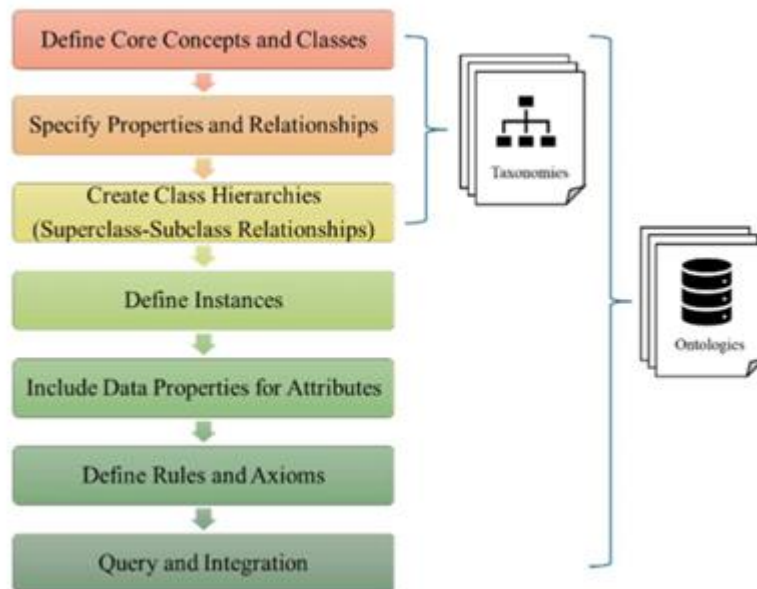 Define Core Concepts and Classes
Specify Properties and Relationships
Create Class Hierarchies
(Superclass-Subclass Relationships)
Define Instances
Include Data Properties for Attributes
Define Rules and Axioms
Query and Integration
Taxonomies
Ontologies